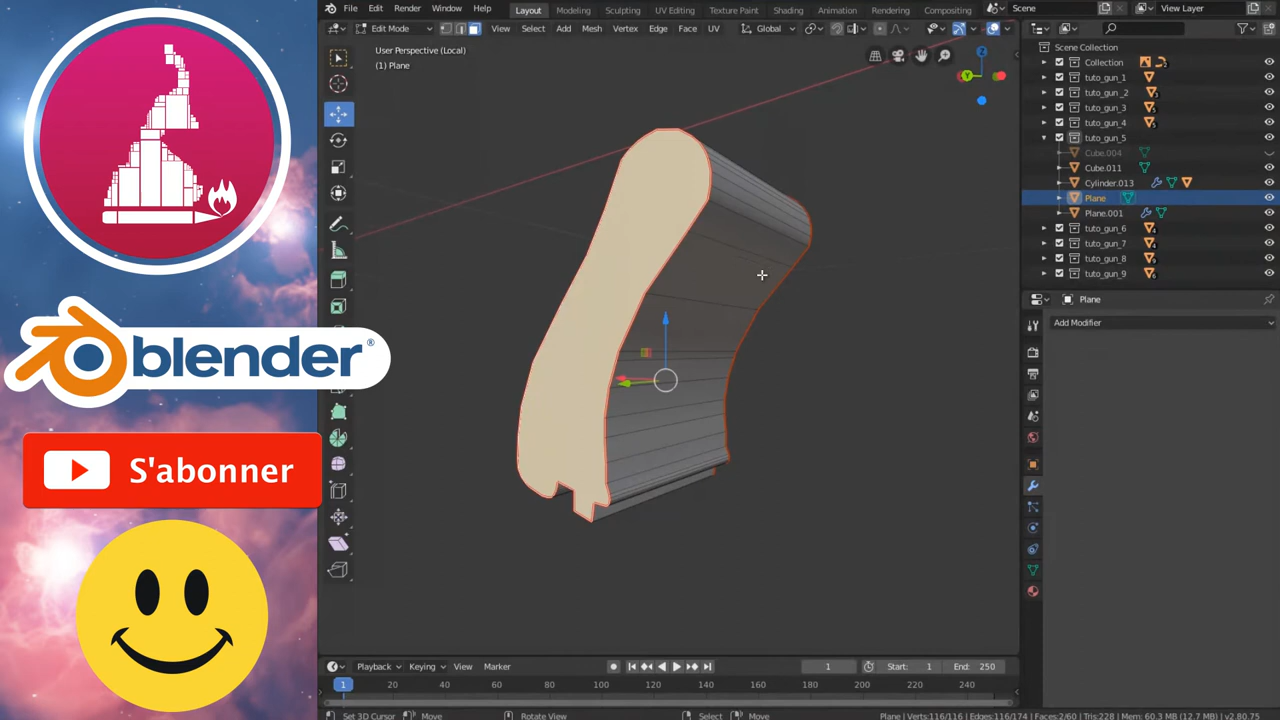 File Edit Render Window Help Layout Modeling Sculpting UV Editing Texture Paint Shading Animation Rendering Compositing Scene View Layer
Edit Mode View Select Add Mesh Vertex Edge Face UV Global
User Perspective (Local)
(1) Plane
Scene Collection
Collection
tuto_gun_1
tuto_gun_2
tuto_gun_3
tuto_gun_4
tuto_gun_5
Cube.004
Cube.011
Cylinder.013
Plane
Plane.001
tuto_gun_6
tuto_gun_7
tuto_gun_8
tuto_gun_9
Plane
Add Modifier
blender®
S'abonner
Playback Keying View Marker 1 Start: 1 End: 250
1 20 40 60 80 100 120 140 160 180 200 220 240
Set 3D Cursor Move Rotate View Select Move Plane | Verts:116/116 | Edges:116/174 | Faces:2/60 | Tris:228 | Mem: 60.3 MB (12.7 MB) | v2.80.75